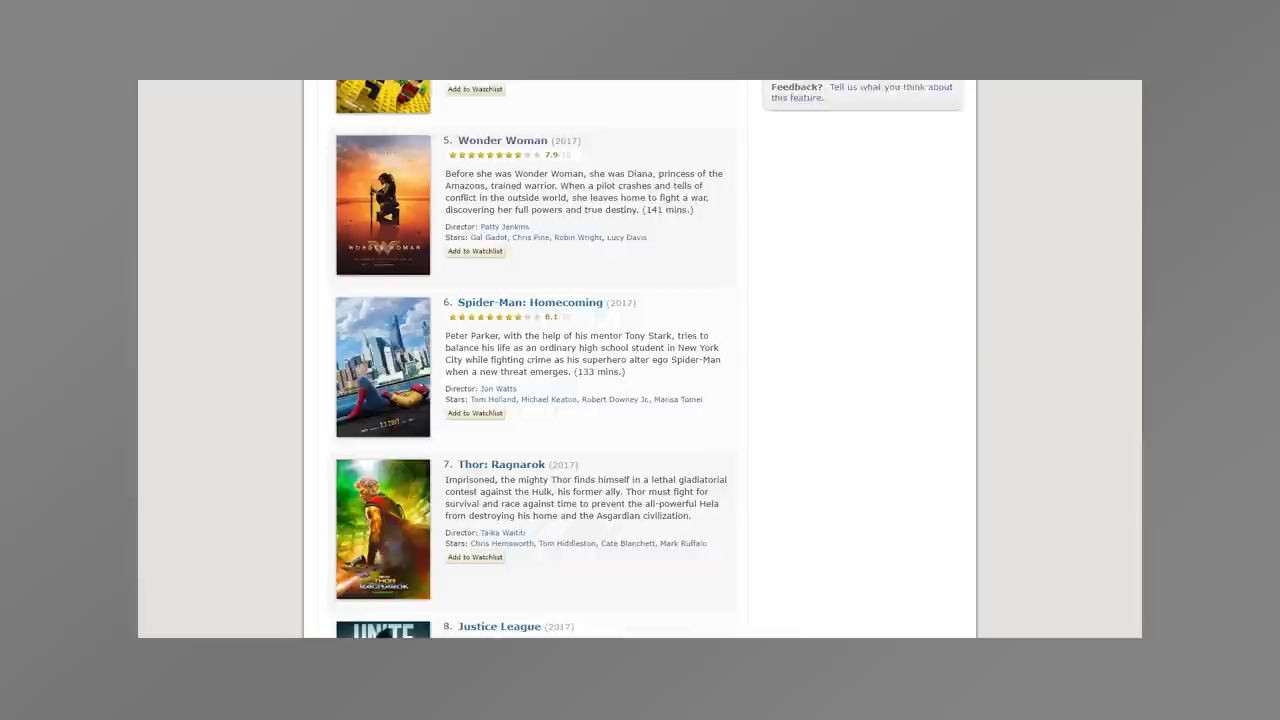 Add to Watchlist
Feedback? Tell us what you think about
this feature.
5. Wonder Woman (2017)
7.9/10
Before she was Wonder Woman, she was Diana, princess of the
Amazons, trained warrior. When a pilot crashes and tells of
conflict in the outside world, she leaves home to fight a war,
discovering her full powers and true destiny. (141 mins.)
Director: Patty Jenkins
Stars: Gal Gadot, Chris Pine, Robin Wright, Lucy Davis
Add to Watchlist
WONDER WOMAN
6. Spider-Man: Homecoming (2017)
8.1/10
Peter Parker, with the help of his mentor Tony Stark, tries to
balance his life as an ordinary high school student in New York
City while fighting crime as his superhero alter ego Spider-Man
when a new threat emerges. (133 mins.)
Director: Jon Watts
Stars: Tom Holland, Michael Keaton, Robert Downey Jr., Marisa Tomei
Add to Watchlist
7. Thor: Ragnarok (2017)
Imprisoned, the mighty Thor finds himself in a lethal gladiatorial
contest against the Hulk, his former ally. Thor must fight for
survival and race against time to prevent the all-powerful Hela
from destroying his home and the Asgardian civilization.
Director: Taika Waititi
Stars: Chris Hemsworth, Tom Hiddleston, Cate Blanchett, Mark Ruffalo
Add to Watchlist
THOR
RAGNAROK
8. Justice League (2017)
UNITE